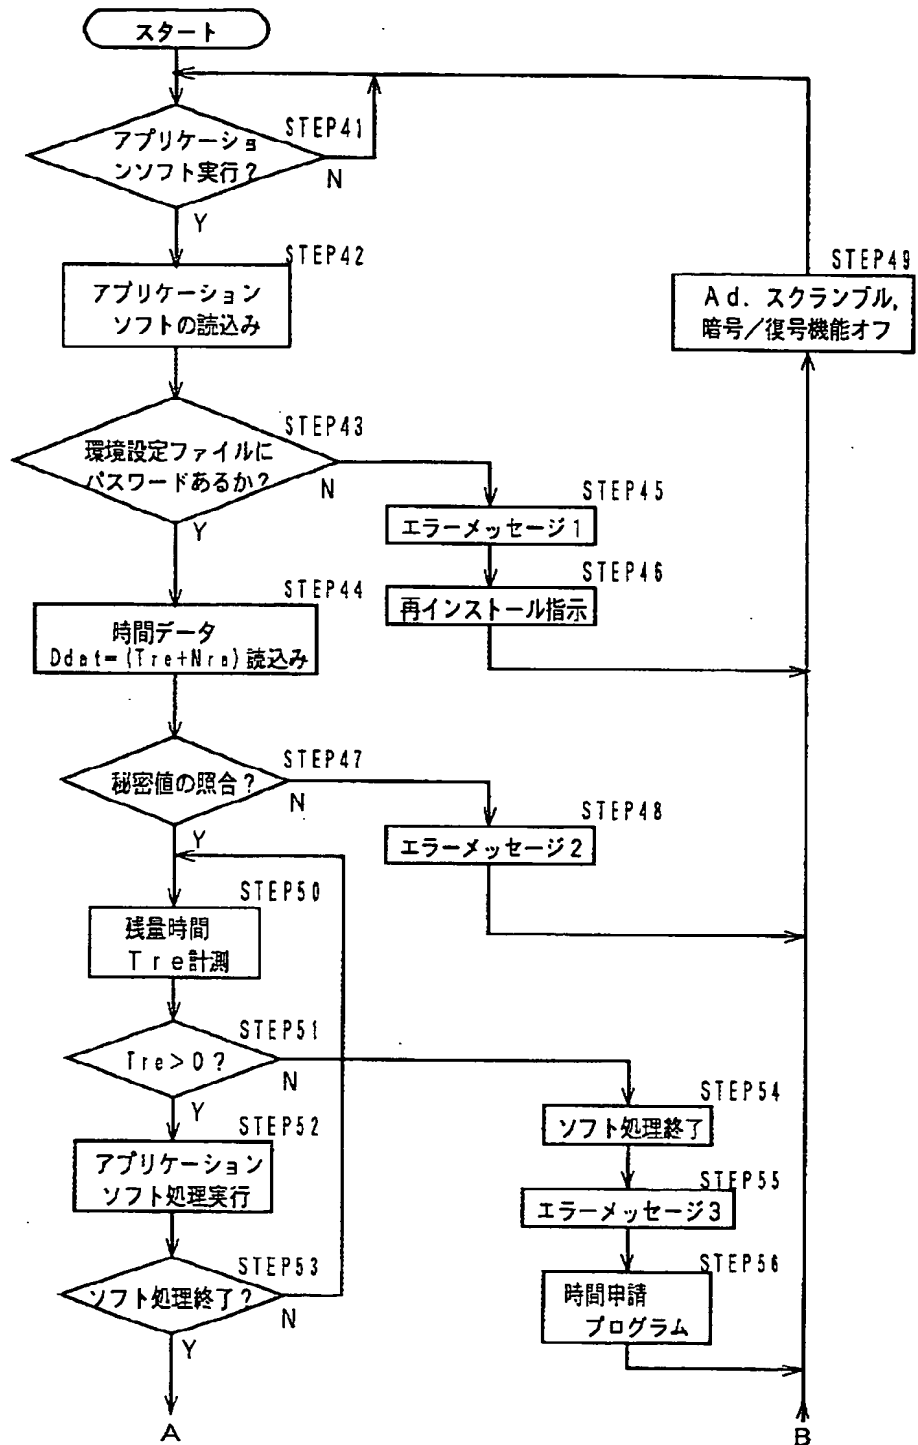 スタート
STEP41
アプリケーショ
ンソフト実行?
N
Y
STEP42
アプリケーション
ソフトの読込み
STEP49
Ad. スクランブル,
暗号/復号機能オフ
STEP43
環境設定ファイルに
パスワードあるか?
N
Y
STEP45
エラーメッセージ1
STEP46
再インストール指示
STEP44
時間データ
Ddat=(Tre+Nre)読込み
STEP47
秘密値の照合?
N
Y
STEP48
エラーメッセージ2
STEP50
残量時間
Tre計測
STEP51
Tre>0?
N
Y
STEP52
アプリケーション
ソフト処理実行
STEP54
ソフト処理終了
STEP55
エラーメッセージ3
STEP53
ソフト処理終了?
N
Y
STEP56
時間申請
プログラム
A
B